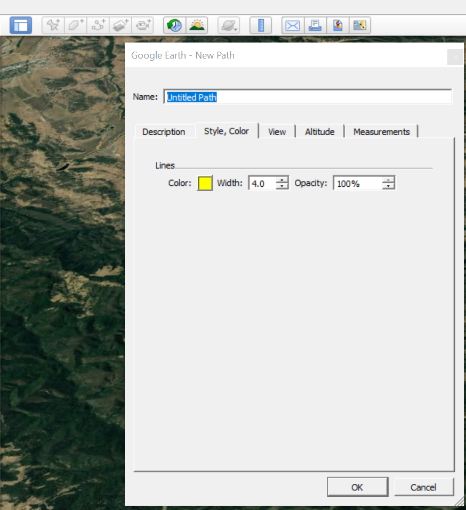 Google Earth - New Path
Name: Untitled Path
Description Style, Color View Altitude Measurements
Lines
Color: Width: 4.0 Opacity: 100%
OK Cancel